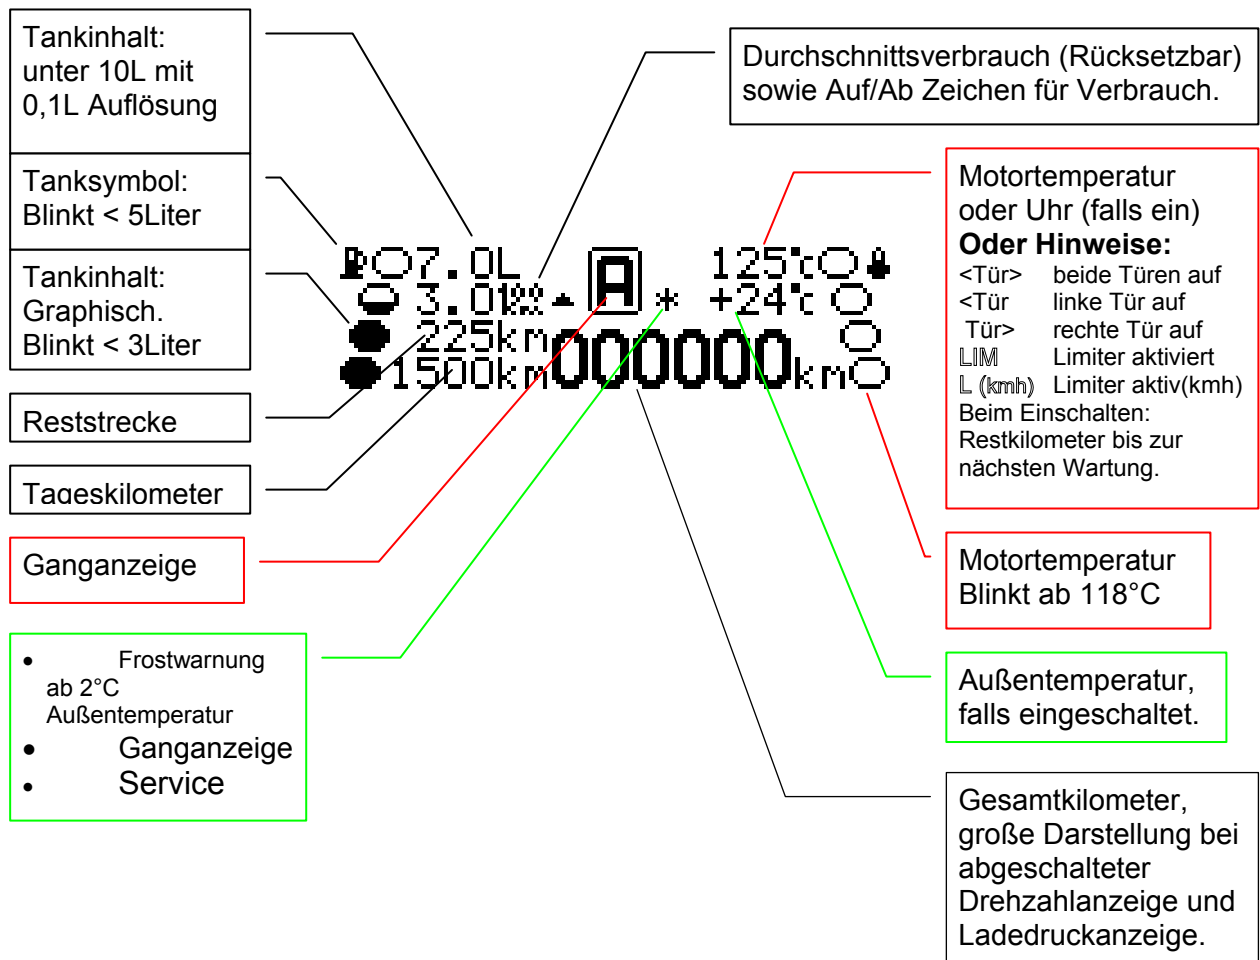 Tankinhalt:
unter 10L mit
0,1L Auflösung
Tanksymbol:
Blinkt < 5Liter
Tankinhalt:
Graphisch.
Blinkt < 3Liter
Reststrecke
Tageskilometer
Ganganzeige
• Frostwarnung
ab 2°C
Außentemperatur
• Ganganzeige
• Service
7.0L
3.0l
225km
1500km
A
*
125°c
+24°c
000000km
Durchschnittsverbrauch (Rücksetzbar)
sowie Auf/Ab Zeichen für Verbrauch.
Motortemperatur
oder Uhr (falls ein)
Oder Hinweise:
<Tür> beide Türen auf
<Tür linke Tür auf
Tür> rechte Tür auf
LIM Limiter aktiviert
L (kmh) Limiter aktiv(kmh)
Beim Einschalten:
Restkilometer bis zur
nächsten Wartung.
Motortemperatur
Blinkt ab 118°C
Außentemperatur,
falls eingeschaltet.
Gesamtkilometer,
große Darstellung bei
abgeschalteter
Drehzahlanzeige und
Ladedruckanzeige.